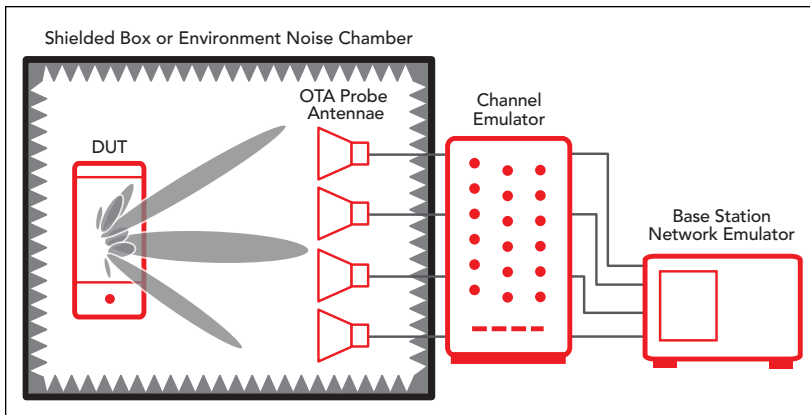 Shielded Box or Environment Noise Chamber
OTA Probe
Antennae
DUT
Channel
Emulator
Base Station
Network Emulator